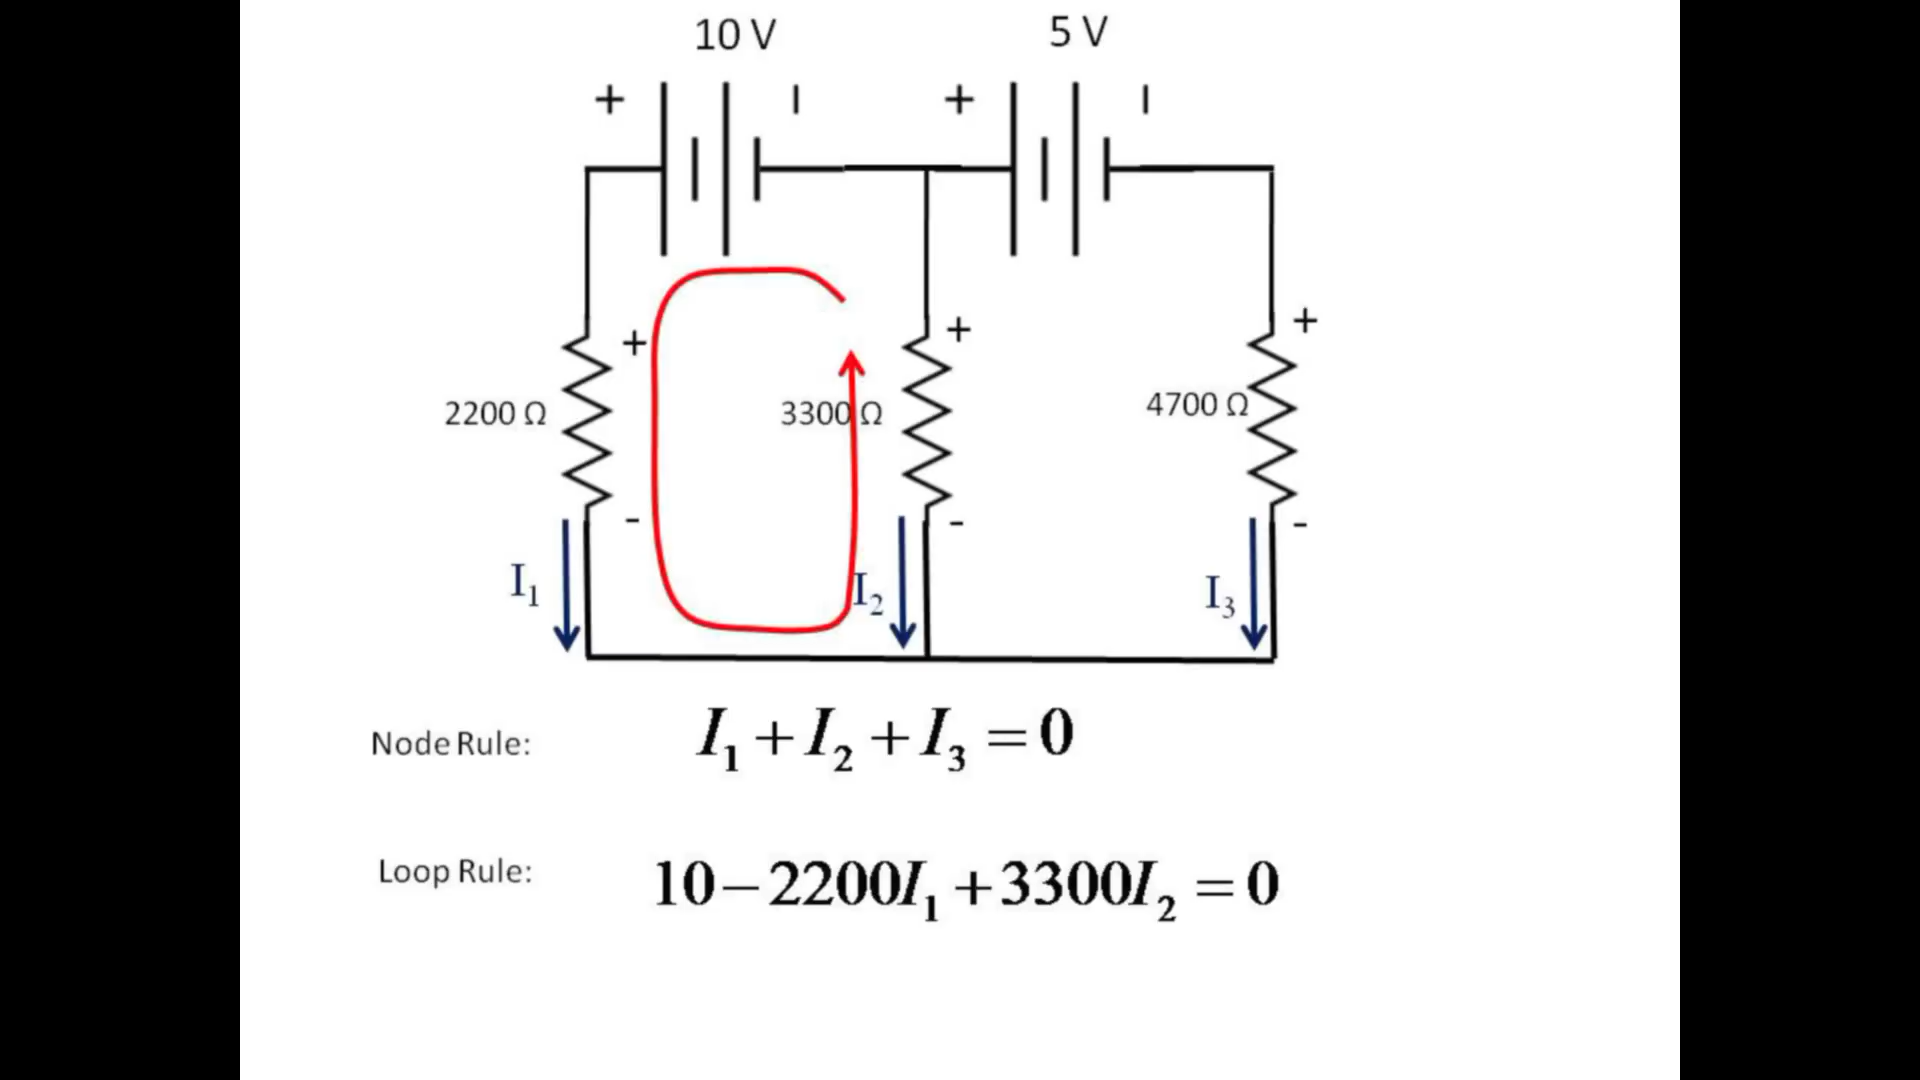 10 V 5 V
+ - + -
+ + +
2200 Ω 3300 Ω 4700 Ω
- - -
I₁ I₂ I₃
Node Rule: I₁ + I₂ + I₃ = 0
Loop Rule: 10 − 2200I₁ + 3300I₂ = 0